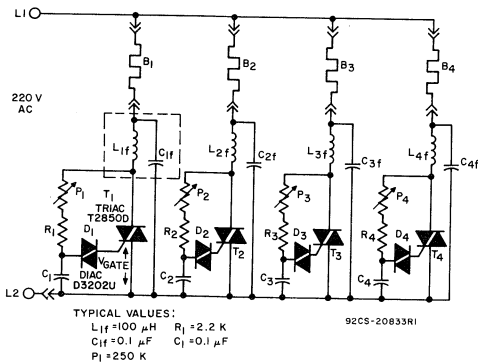 L1
B1 B2 B3 B4
220 V
AC
L1f C1f L2f C2f L3f C3f L4f C4f
P1 T1 P2 P3 P4
TRIAC
T2850D
R1 D1 R2 D2 T2 R3 D3 T3 R4 D4 T4
VGATE
C1 DIAC C2 C3 C4
D3202U
L2
TYPICAL VALUES:
L1f=100 μH R1=2.2 K
C1f=0.1 μF C1=0.1 μF
P1=250 K
92CS-20833R1